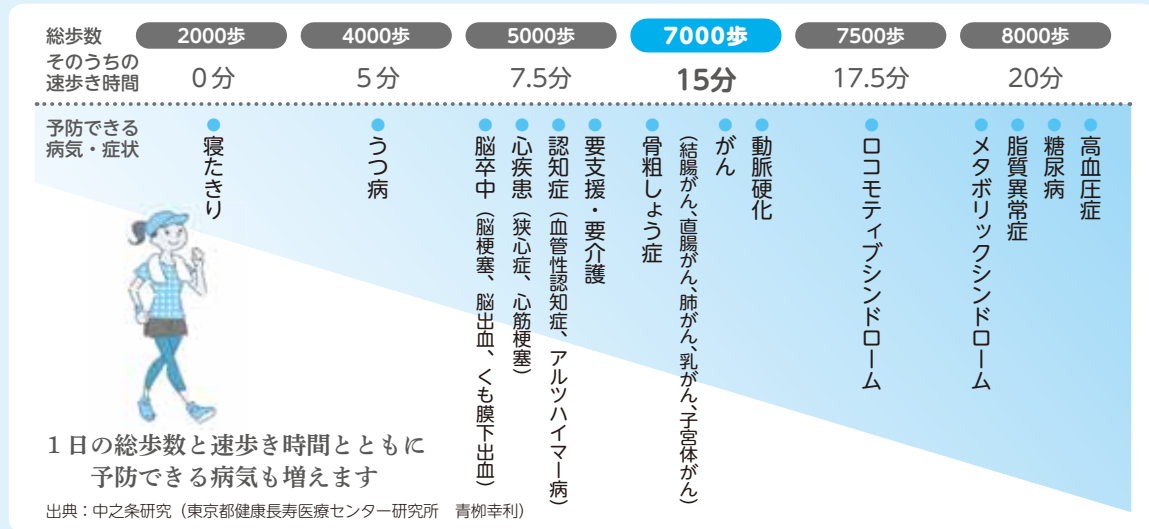 総歩数 2000歩 4000歩 5000歩 7000歩 7500歩 8000歩
そのうちの
速歩き時間 0分 5分 7.5分 15分 17.5分 20分
予防できる
病気・症状
寝たきり
うつ病
脳卒中(脳梗塞、脳出血、くも膜下出血)
心疾患(狭心症、心筋梗塞)
認知症(血管性認知症、アルツハイマー病)
要支援・要介護
骨粗しょう症
がん
(結腸がん、直腸がん、肺がん、乳がん、子宮体がん)
動脈硬化
ロコモティブシンドローム
メタボリックシンドローム
脂質異常症
糖尿病
高血圧症
1日の総歩数と速歩き時間とともに
予防できる病気も増えます
出典:中之条研究(東京都健康長寿医療センター研究所 青栁幸利)